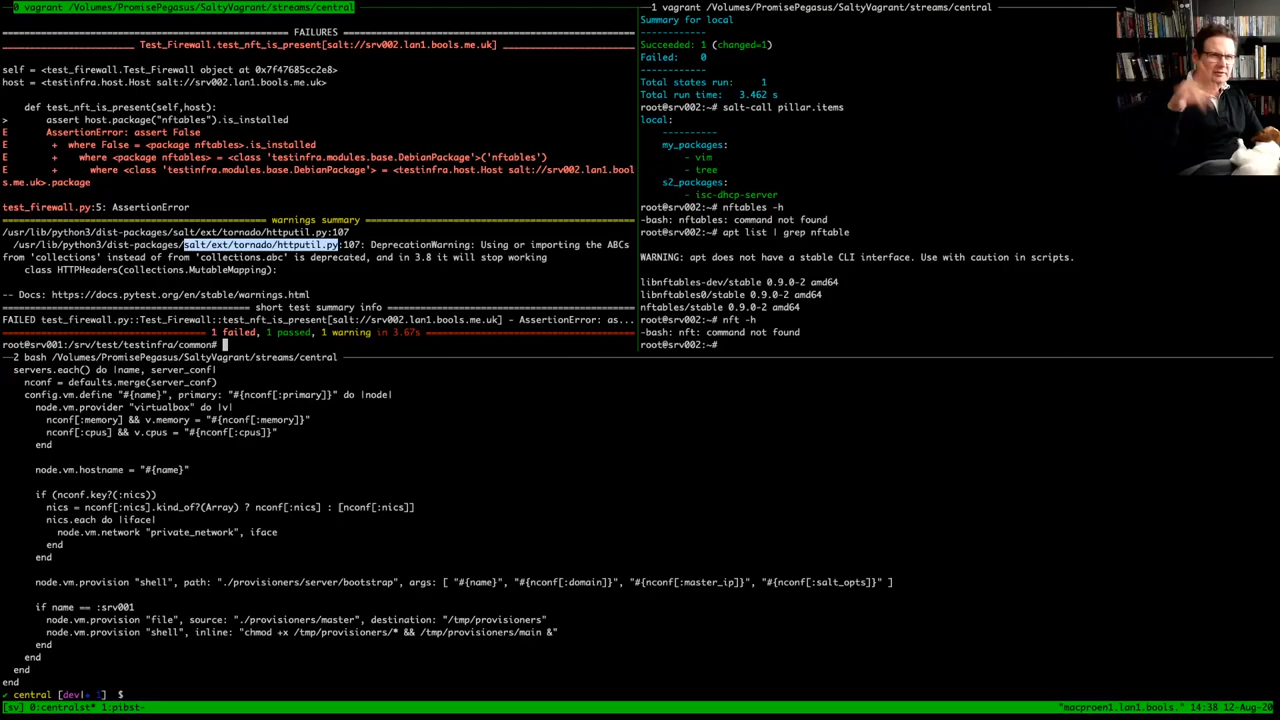 0 vagrant /Volumes/PromisePegasus/SaltyVagrant/streams/central
FAILURES
Test_Firewall.test_nft_is_present[salt://srv002.lan1.bools.me.uk]
self = <test_firewall.Test_Firewall object at 0x7f47685cc2e8>
host = <testinfra.host.Host salt://srv002.lan1.bools.me.uk>
def test_nft_is_present(self,host):
> assert host.package("nftables").is_installed
E AssertionError: assert False
E + where False = <package nftables>.is_installed
E + where <package nftables> = <class 'testinfra.modules.base.DebianPackage'>('nftables')
E + where <class 'testinfra.modules.base.DebianPackage'> = <testinfra.host.Host salt://srv002.lan1.bool
s.me.uk>.package
test_firewall.py:5: AssertionError
warnings summary
/usr/lib/python3/dist-packages/salt/ext/tornado/httputil.py:107
/usr/lib/python3/dist-packages/salt/ext/tornado/httputil.py:107: DeprecationWarning: Using or importing the ABCs
from 'collections' instead of from 'collections.abc' is deprecated, and in 3.8 it will stop working
class HTTPHeaders(collections.MutableMapping):
-- Docs: https://docs.pytest.org/en/stable/warnings.html
short test summary info
FAILED test_firewall.py::Test_Firewall::test_nft_is_present[salt://srv002.lan1.bools.me.uk] - AssertionError: as...
1 failed, 1 passed, 1 warning in 3.67s
root@srv001:/srv/test/testinfra/common#
1 vagrant /Volumes/PromisePegasus/SaltyVagrant/streams/central
Summary for local
------------
Succeeded: 1 (changed=1)
Failed: 0
------------
Total states run: 1
Total run time: 3.462 s
root@srv002:~# salt-call pillar.items
local:
----------
my_packages:
- vim
- tree
s2_packages:
- isc-dhcp-server
root@srv002:~# nftables -h
-bash: nftables: command not found
root@srv002:~# apt list | grep nftable
WARNING: apt does not have a stable CLI interface. Use with caution in scripts.
libnftables-dev/stable 0.9.0-2 amd64
libnftables0/stable 0.9.0-2 amd64
nftables/stable 0.9.0-2 amd64
root@srv002:~# nft -h
-bash: nft: command not found
root@srv002:~#
2 bash /Volumes/PromisePegasus/SaltyVagrant/streams/central
servers.each() do |name, server_conf|
nconf = defaults.merge(server_conf)
config.vm.define "#{name}", primary: "#{nconf[:primary]}" do |node|
node.vm.provider "virtualbox" do |v|
nconf[:memory] && v.memory = "#{nconf[:memory]}"
nconf[:cpus] && v.cpus = "#{nconf[:cpus]}"
end
node.vm.hostname = "#{name}"
if (nconf.key?(:nics))
nics = nconf[:nics].kind_of?(Array) ? nconf[:nics] : [nconf[:nics]]
nics.each do |iface|
node.vm.network "private_network", iface
end
end
node.vm.provision "shell", path: "./provisioners/server/bootstrap", args: [ "#{name}", "#{nconf[:domain]}", "#{nconf[:master_ip]}", "#{nconf[:salt_opts]}" ]
if name == :srv001
node.vm.provision "file", source: "./provisioners/master", destination: "/tmp/provisioners"
node.vm.provision "shell", inline: "chmod +x /tmp/provisioners/* && /tmp/provisioners/main &"
end
end
end
end
✔ central [dev|✚ 1] $
[sv] 0:centralst* 1:pibst- "macproen1.lan1.bools." 14:38 12-Aug-20